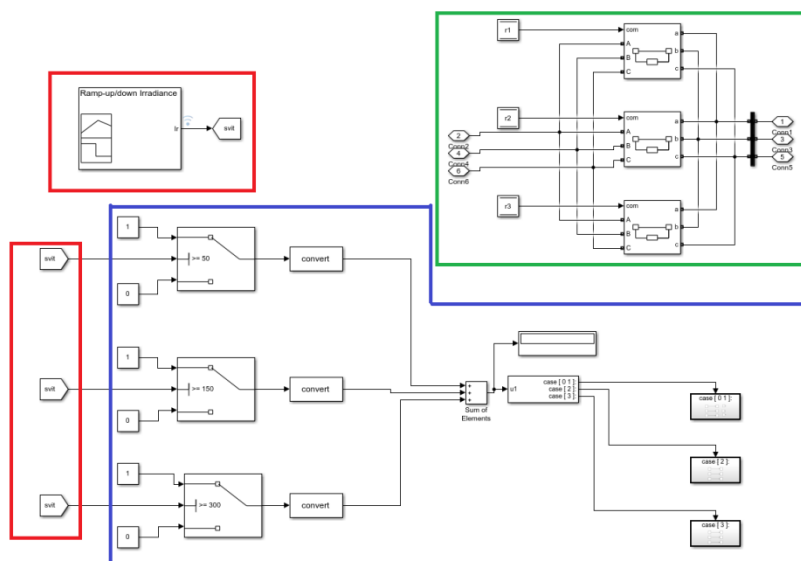 Ramp-up/down Irradiance
Ir
svit
r1
com
A
B
C
a
b
c
r2
com
A
B
C
a
b
c
2
Conn2
4
Conn4
6
Conn6
1
Conn1
3
Conn3
5
Conn5
r3
com
A
B
C
a
b
c
svit
1
0
>= 50
convert
svit
1
0
>= 150
convert
svit
1
0
>= 300
convert
+
+
+
Sum of
Elements
u1
case [ 0 1 ]:
case [ 2 ]:
case [ 3 ]:
case [ 0 1 ]:
case [ 2 ]:
case [ 3 ]: